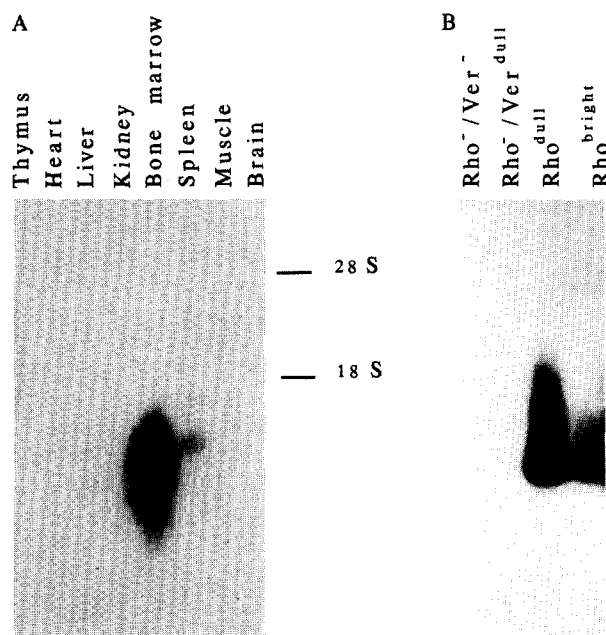 A
Thymus
Heart
Liver
Kidney
Bone marrow
Spleen
Muscle
Brain
28 S
18 S
B
Rho⁻/Ver⁻
Rho⁻/Ver dull
Rho dull
Rho bright